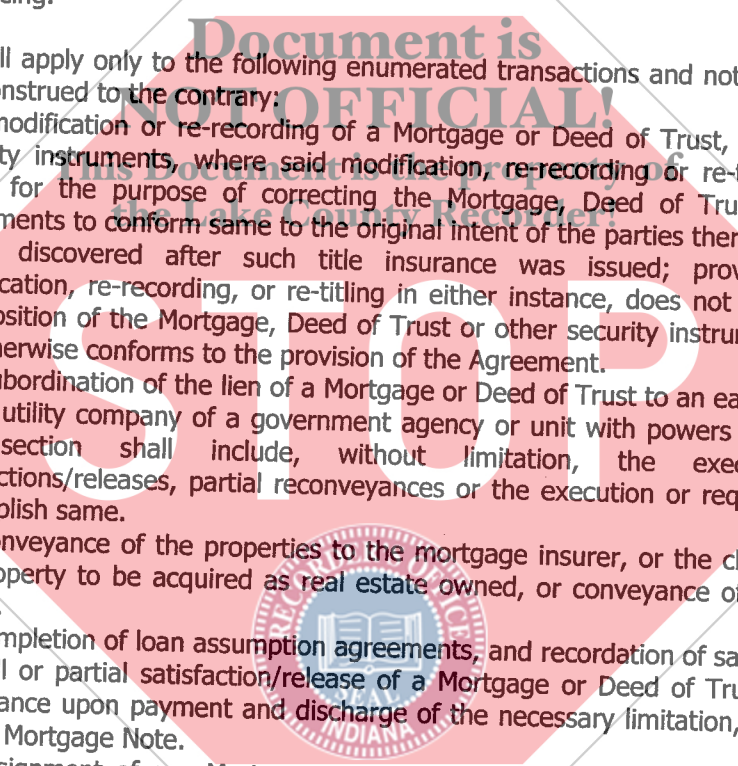 Document is
ll apply only to the following enumerated transactions and not
nstrued to the contrary:
NOT OFFICIAL!
modification or re-recording of a Mortgage or Deed of Trust,
ty instruments, where said modification, re-recording or re-t
This Document is the property of
for the purpose of correcting the Mortgage, Deed of Tru
the Lake County Recorder!
ments to conform same to the original intent of the parties ther
discovered after such title insurance was issued; prov
cation, re-recording, or re-titling in either instance, does not
osition of the Mortgage, Deed of Trust or other security instrum
herwise conforms to the provision of the Agreement.
STOP
ubordination of the lien of a Mortgage or Deed of Trust to an ea
utility company of a government agency or unit with powers
section shall include, without limitation, the exec
ctions/releases, partial reconveyances or the execution or req
plish same.
onveyance of the properties to the mortgage insurer, or the cl
operty to be acquired as real estate owned, or conveyance of
RECORDER'S OFFICE
mpletion of loan assumption agreements, and recordation of sa
ll or partial satisfaction/release of a Mortgage or Deed of Tru
SEAL
ance upon payment and discharge of the necessary limitation,
INDIANA
Mortgage Note.